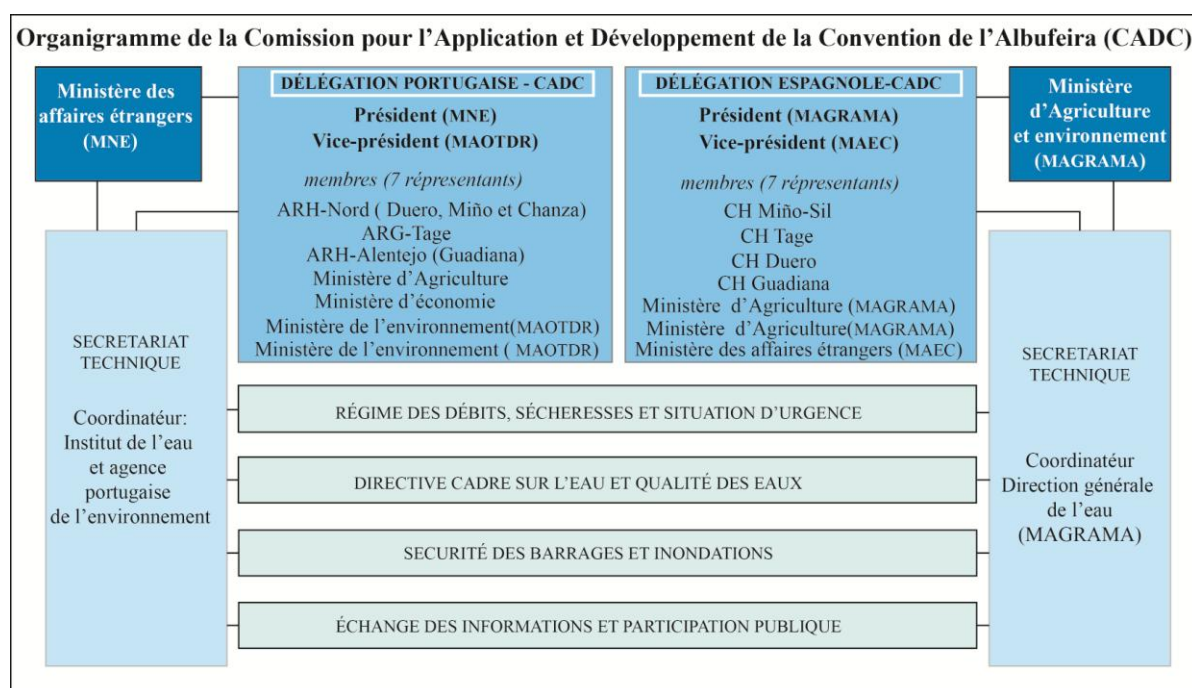 Organigramme de la Comission pour l'Application et Développement de la Convention de l'Albufeira (CADC)
Ministère des
affaires étrangers
(MNE)
DÉLÉGATION PORTUGAISE - CADC
Président (MNE)
Vice-président (MAOTDR)
membres (7 répresentants)
ARH-Nord ( Duero, Miño et Chanza)
ARG-Tage
ARH-Alentejo (Guadiana)
Ministère d'Agriculture
Ministère d'économie
Ministère de l'environnement(MAOTDR)
Ministère de l'environnement ( MAOTDR)
DÉLÉGATION ESPAGNOLE-CADC
Président (MAGRAMA)
Vice-président (MAEC)
membres (7 répresentants)
CH Miño-Sil
CH Tage
CH Duero
CH Guadiana
Ministère d'Agriculture (MAGRAMA)
Ministère d'Agriculture(MAGRAMA)
Ministère des affaires étrangers (MAEC)
Ministère
d'Agriculture
et environnement
(MAGRAMA)
SECRETARIAT
TECHNIQUE
Coordinatéur:
Institut de l'eau
et agence
portugaise
de l'environnement
RÉGIME DES DÉBITS, SÉCHERESSES ET SITUATION D'URGENCE
DIRECTIVE CADRE SUR L'EAU ET QUALITÉ DES EAUX
SECURITÉ DES BARRAGES ET INONDATIONS
ÉCHANGE DES INFORMATIONS ET PARTICIPATION PUBLIQUE
SECRETARIAT
TECHNIQUE
Coordinatéur
Direction générale
de l'eau
(MAGRAMA)